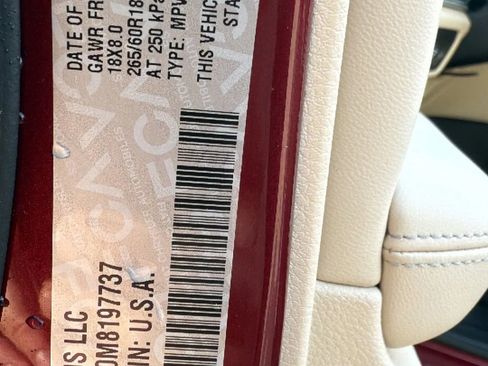 DATE OF
GAWR FR
18X8.0
265/60R18
AT 250 kPa
TYPE: MPV
THIS VEHIC
STA
US LLC
0M8197737
IN: U.S.A.